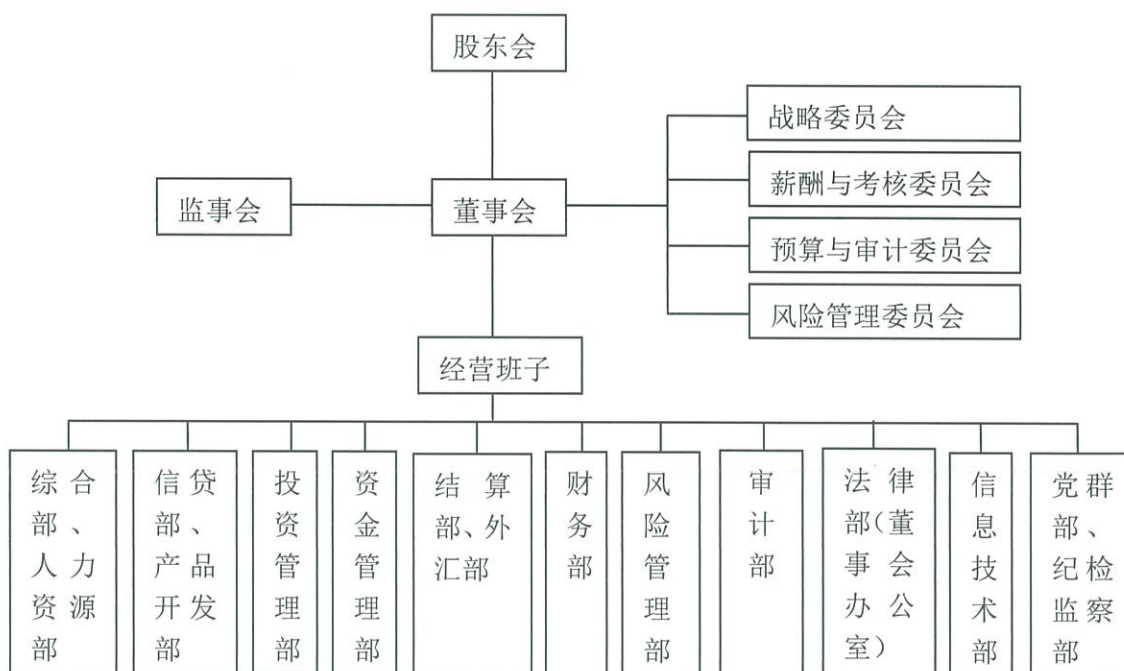 股东会
战略委员会
薪酬与考核委员会
监事会
董事会
预算与审计委员会
风险管理委员会
经营班子
综合
部、
人力
资源
部
信贷
部、
产品
开发
部
投
资
管
理
部
资
金
管
理
部
结算
部、外
汇部
财
务
部
风
险
管
理
部
审
计
部
法律
部（董
事会
办公
室）
信
息
技
术
部
党群
部、
纪检
监察
部